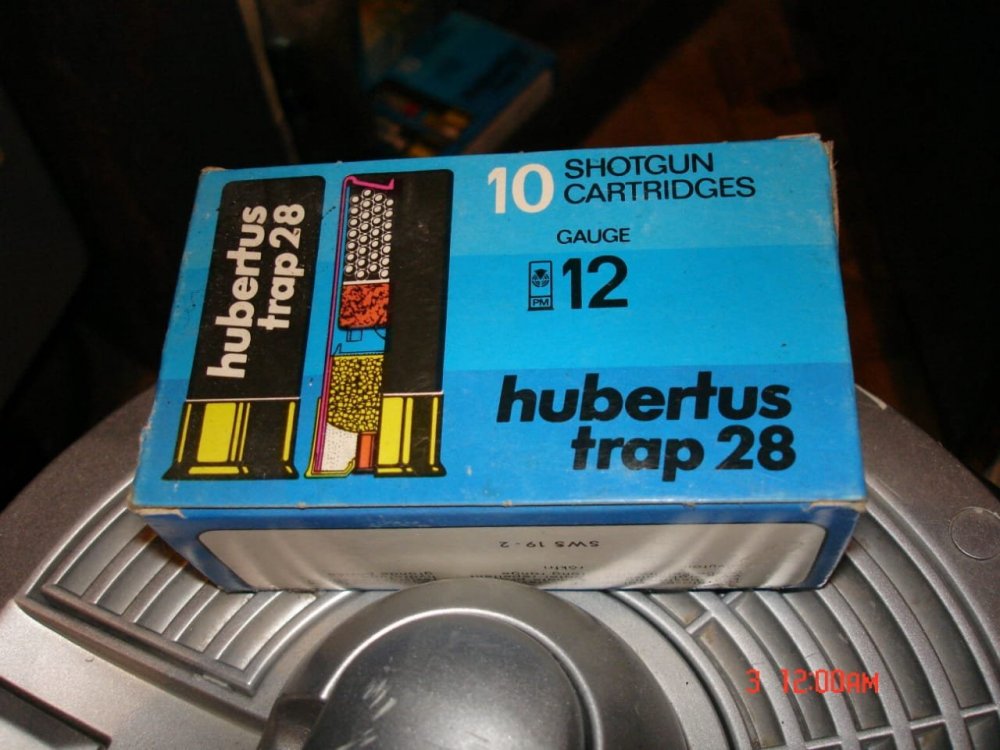 10 SHOTGUN
CARTRIDGES
GAUGE
PM 12
hubertus
trap 28
hubertus
trap 28
SWS 19-2
3 12:00AM